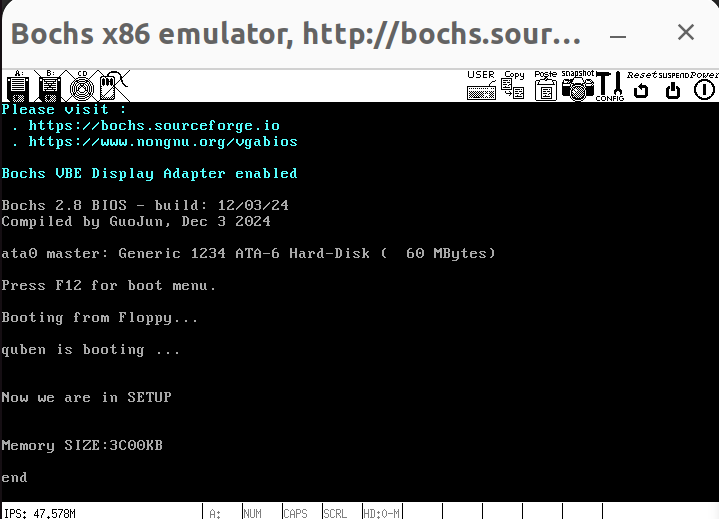 Bochs x86 emulator, http://bochs.sour...
A: B: CD USER Copy Paste snapshot CONFIG Reset SUSPEND Power
Please visit :
. https://bochs.sourceforge.io
. https://www.nongnu.org/vgabios
Bochs VBE Display Adapter enabled
Bochs 2.8 BIOS - build: 12/03/24
Compiled by GuoJun, Dec 3 2024
ata0 master: Generic 1234 ATA-6 Hard-Disk (  60 MBytes)
Press F12 for boot menu.
Booting from Floppy...
quben is booting ...
Now we are in SETUP
Memory SIZE:3C00KB
end
IPS: 47.578M A: NUM CAPS SCRL HD:0-M